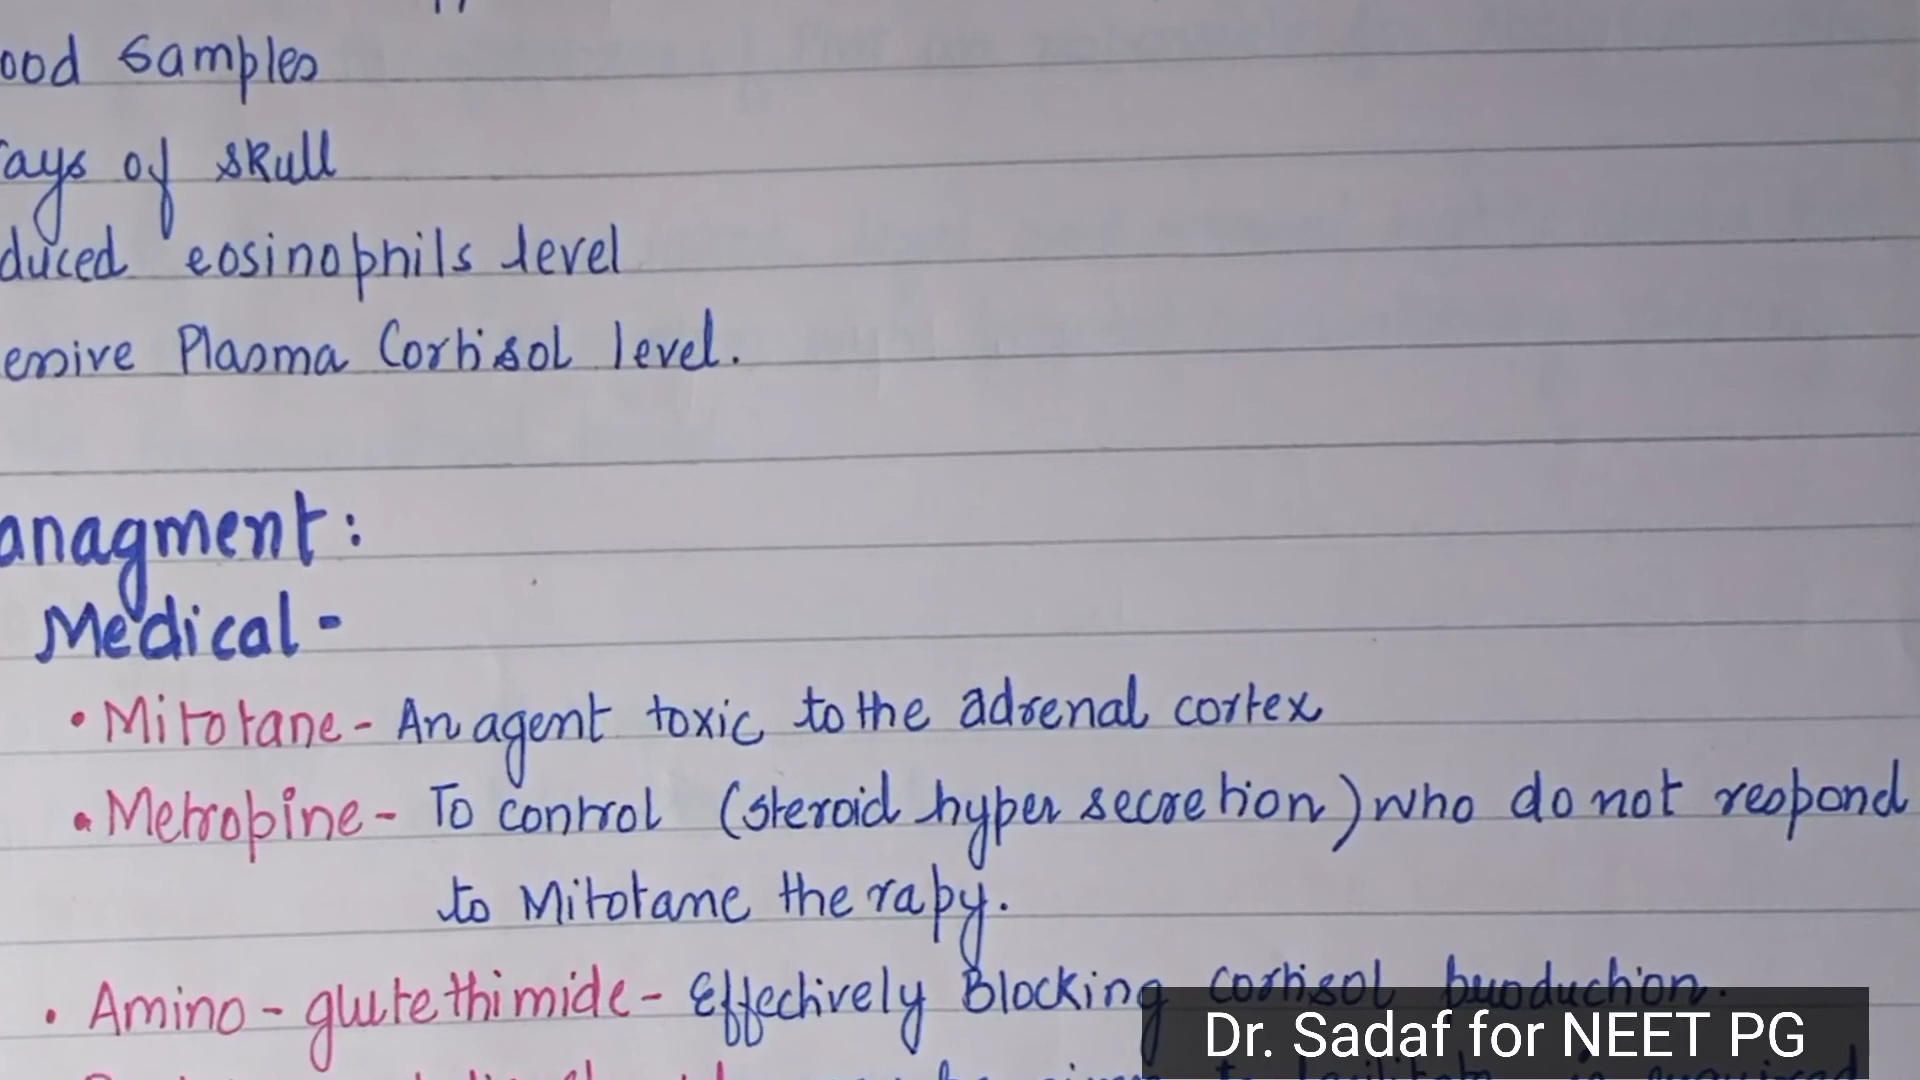 ood samples
rays of skull
duced eosinophils level
ensive Plasma Cortisol level.
anagment:
Medical -
• Mitotane - An agent toxic to the adrenal cortex
• Metropine - To control (steroid hyper secretion) who do not respond
to Mitotane therapy.
• Amino - glutethimide - Effectively Blocking cortisol production.
Dr. Sadaf for NEET PG